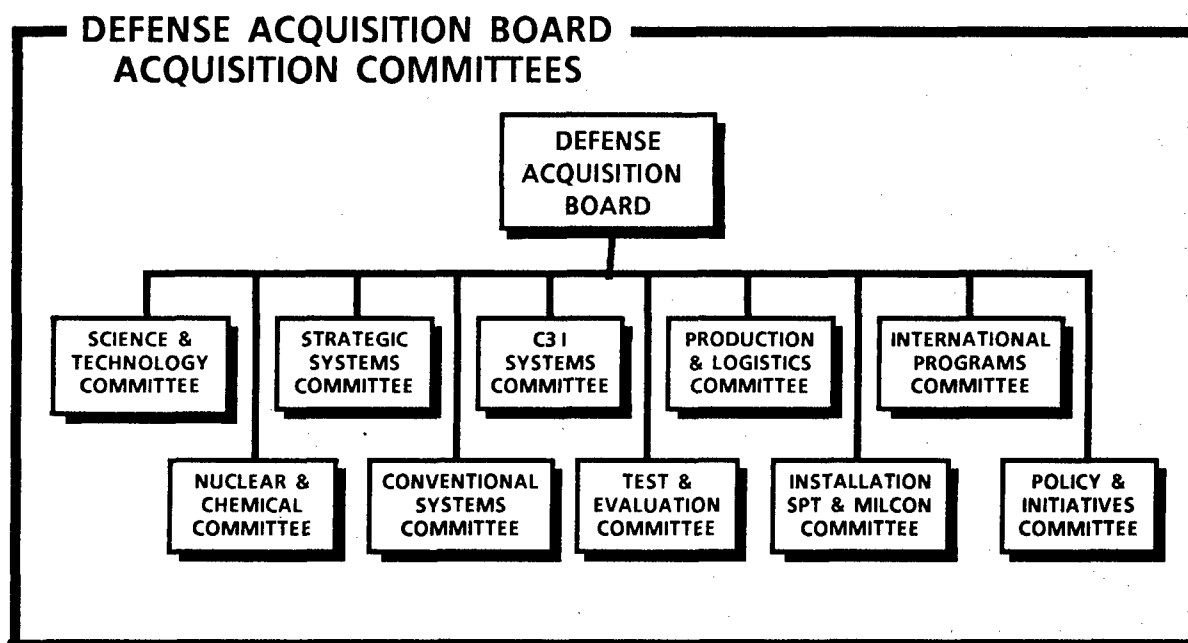 DEFENSE ACQUISITION BOARD
ACQUISITION COMMITTEES
DEFENSE
ACQUISITION
BOARD
SCIENCE &
TECHNOLOGY
COMMITTEE
STRATEGIC
SYSTEMS
COMMITTEE
C3I
SYSTEMS
COMMITTEE
PRODUCTION
& LOGISTICS
COMMITTEE
INTERNATIONAL
PROGRAMS
COMMITTEE
NUCLEAR &
CHEMICAL
COMMITTEE
CONVENTIONAL
SYSTEMS
COMMITTEE
TEST &
EVALUATION
COMMITTEE
INSTALLATION
SPT & MILCON
COMMITTEE
POLICY &
INITIATIVES
COMMITTEE